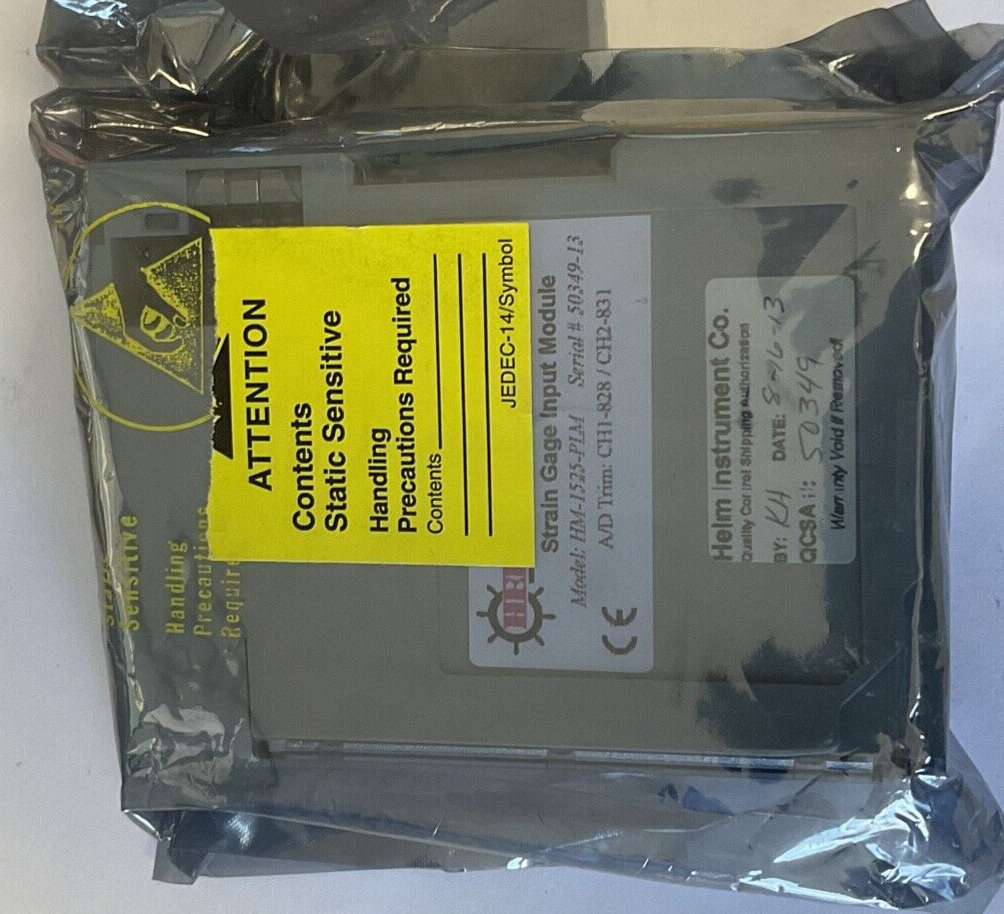 Sensitive
Handling
Precautions
Require
ATTENTION
Contents
Static Sensitive
Handling
Precautions Required
Contents
JEDEC-14/Symbol
Strain Gage Input Module
Model: HM-1525-PLM Serial # 50349-13
A/D Trim: CH1-828 / CH2-831
CE
Helm Instrument Co.
Quality Control Shipping Authorization
BY: KH DATE: 8-16-13
QCSA #: 50349
Warranty Void if Removed!